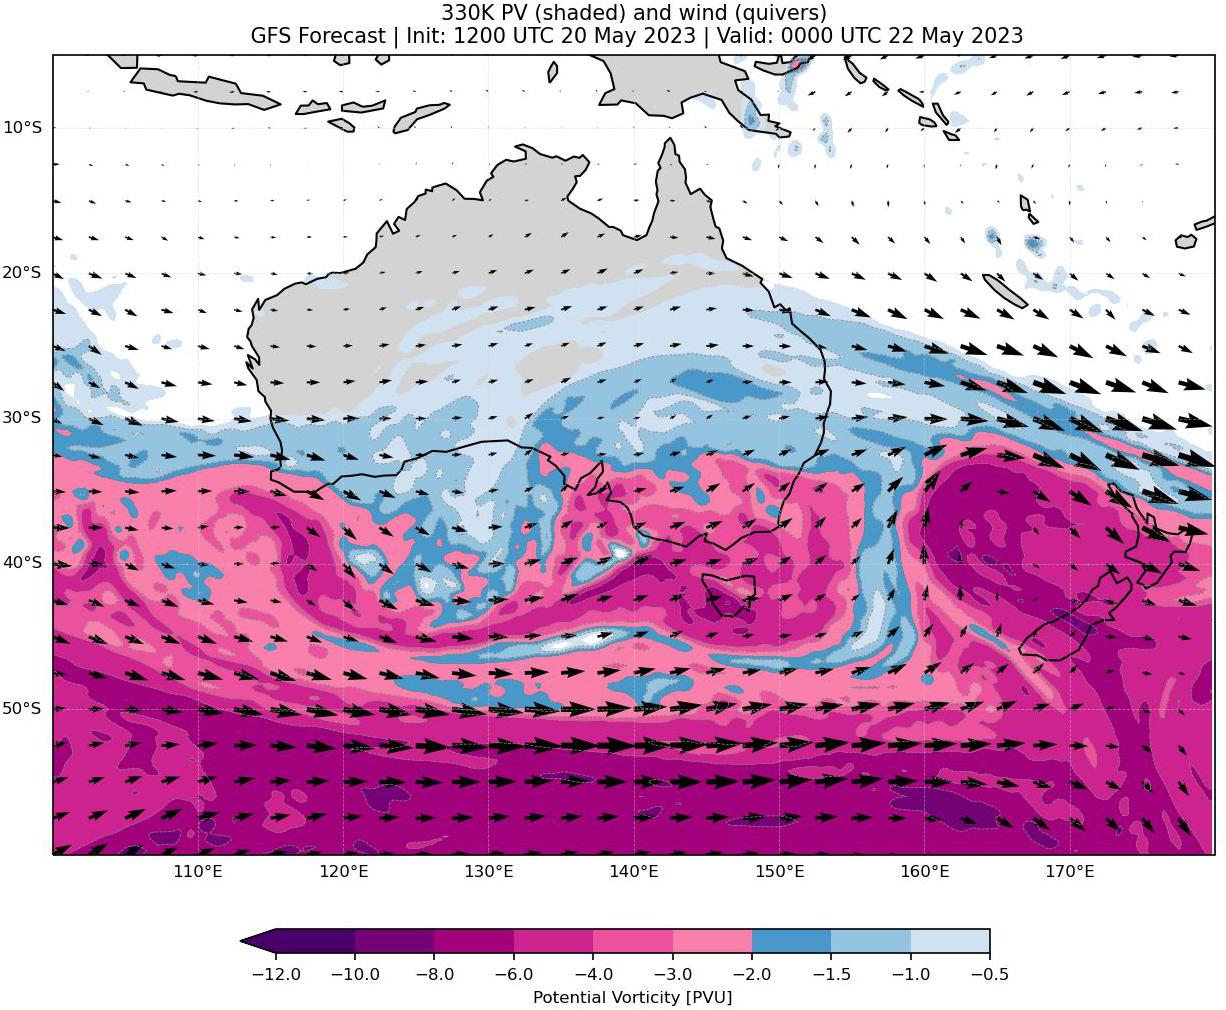 330K PV (shaded) and wind (quivers)
GFS Forecast | Init: 1200 UTC 20 May 2023 | Valid: 0000 UTC 22 May 2023
10°S
20°S
30°S
40°S
50°S
110°E 120°E 130°E 140°E 150°E 160°E 170°E
−12.0 −10.0 −8.0 −6.0 −4.0 −3.0 −2.0 −1.5 −1.0 −0.5
Potential Vorticity [PVU]